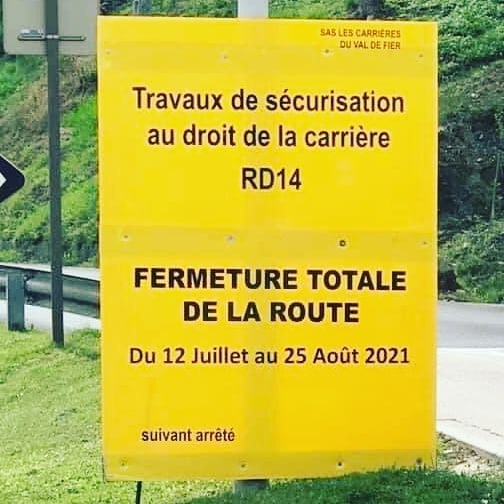 SAS LES CARRIÈRES
DU VAL DE FIER
Travaux de sécurisation
au droit de la carrière
RD14
FERMETURE TOTALE
DE LA ROUTE
Du 12 Juillet au 25 Août 2021
suivant arrêté